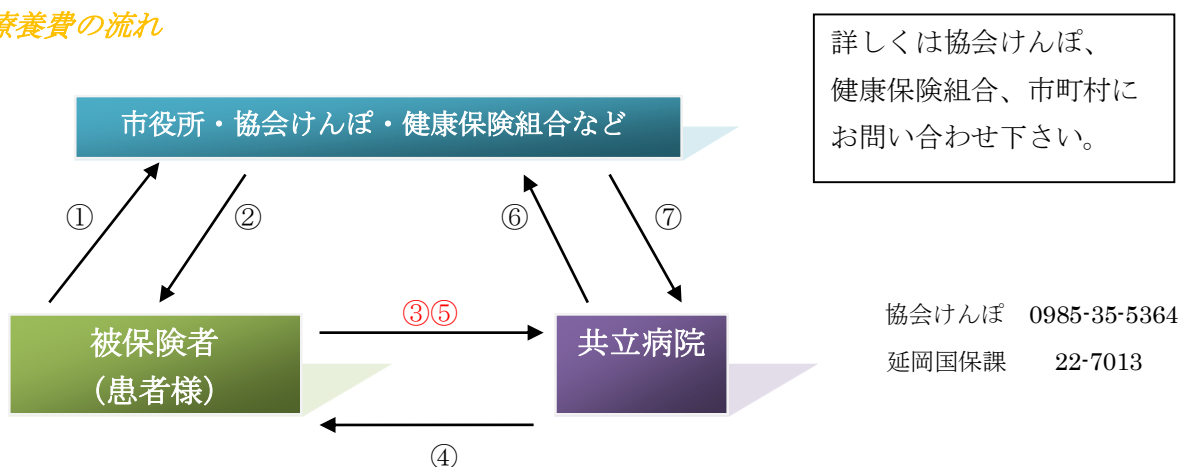 療養費の流れ
詳しくは協会けんぽ、
健康保険組合、市町村に
お問い合わせ下さい。
市役所・協会けんぽ・健康保険組合など
① ② ⑥ ⑦
③⑤
被保険者
（患者様）
共立病院
④
協会けんぽ 0985-35-5364
延岡国保課 22-7013